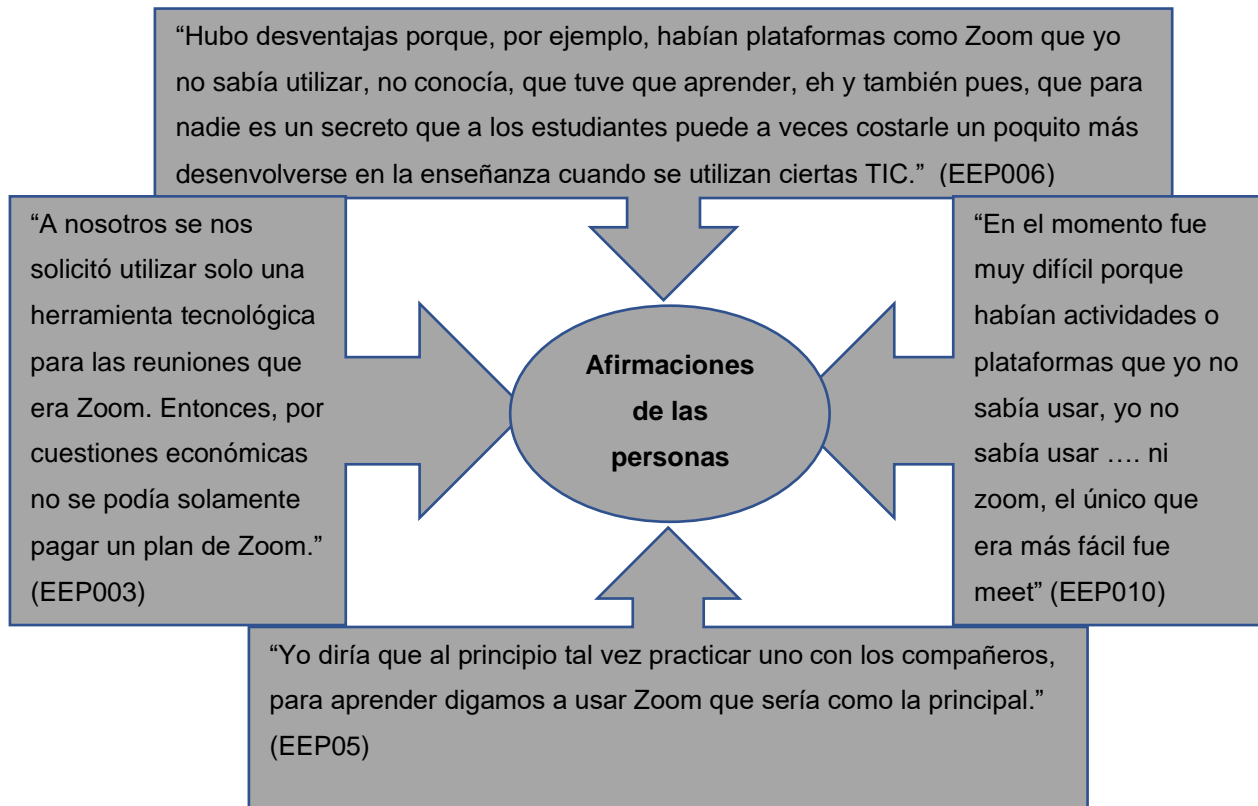 “Hubo desventajas porque, por ejemplo, habían plataformas como Zoom que yo
no sabía utilizar, no conocía, que tuve que aprender, eh y también pues, que para
nadie es un secreto que a los estudiantes puede a veces costarle un poquito más
desenvolverse en la enseñanza cuando se utilizan ciertas TIC.” (EEP006)
“A nosotros se nos
solicitó utilizar solo una
herramienta tecnológica
para las reuniones que
era Zoom. Entonces, por
cuestiones económicas
no se podía solamente
pagar un plan de Zoom.”
(EEP003)
Afirmaciones
de las
personas
“En el momento fue
muy difícil porque
habían actividades o
plataformas que yo no
sabía usar, yo no
sabía usar …. ni
zoom, el único que
era más fácil fue
meet” (EEP010)
“Yo diría que al principio tal vez practicar uno con los compañeros,
para aprender digamos a usar Zoom que sería como la principal.”
(EEP05)